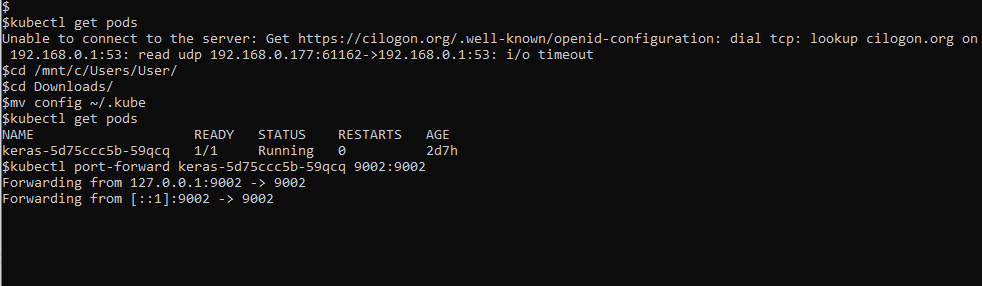 $
$kubectl get pods
Unable to connect to the server: Get https://cilogon.org/.well-known/openid-configuration: dial tcp: lookup cilogon.org on
 192.168.0.1:53: read udp 192.168.0.177:61162->192.168.0.1:53: i/o timeout
$cd /mnt/c/Users/User/
$cd Downloads/
$mv config ~/.kube
$kubectl get pods
NAME                    READY   STATUS    RESTARTS   AGE
keras-5d75ccc5b-59qcq   1/1     Running   0          2d7h
$kubectl port-forward keras-5d75ccc5b-59qcq 9002:9002
Forwarding from 127.0.0.1:9002 -> 9002
Forwarding from [::1]:9002 -> 9002